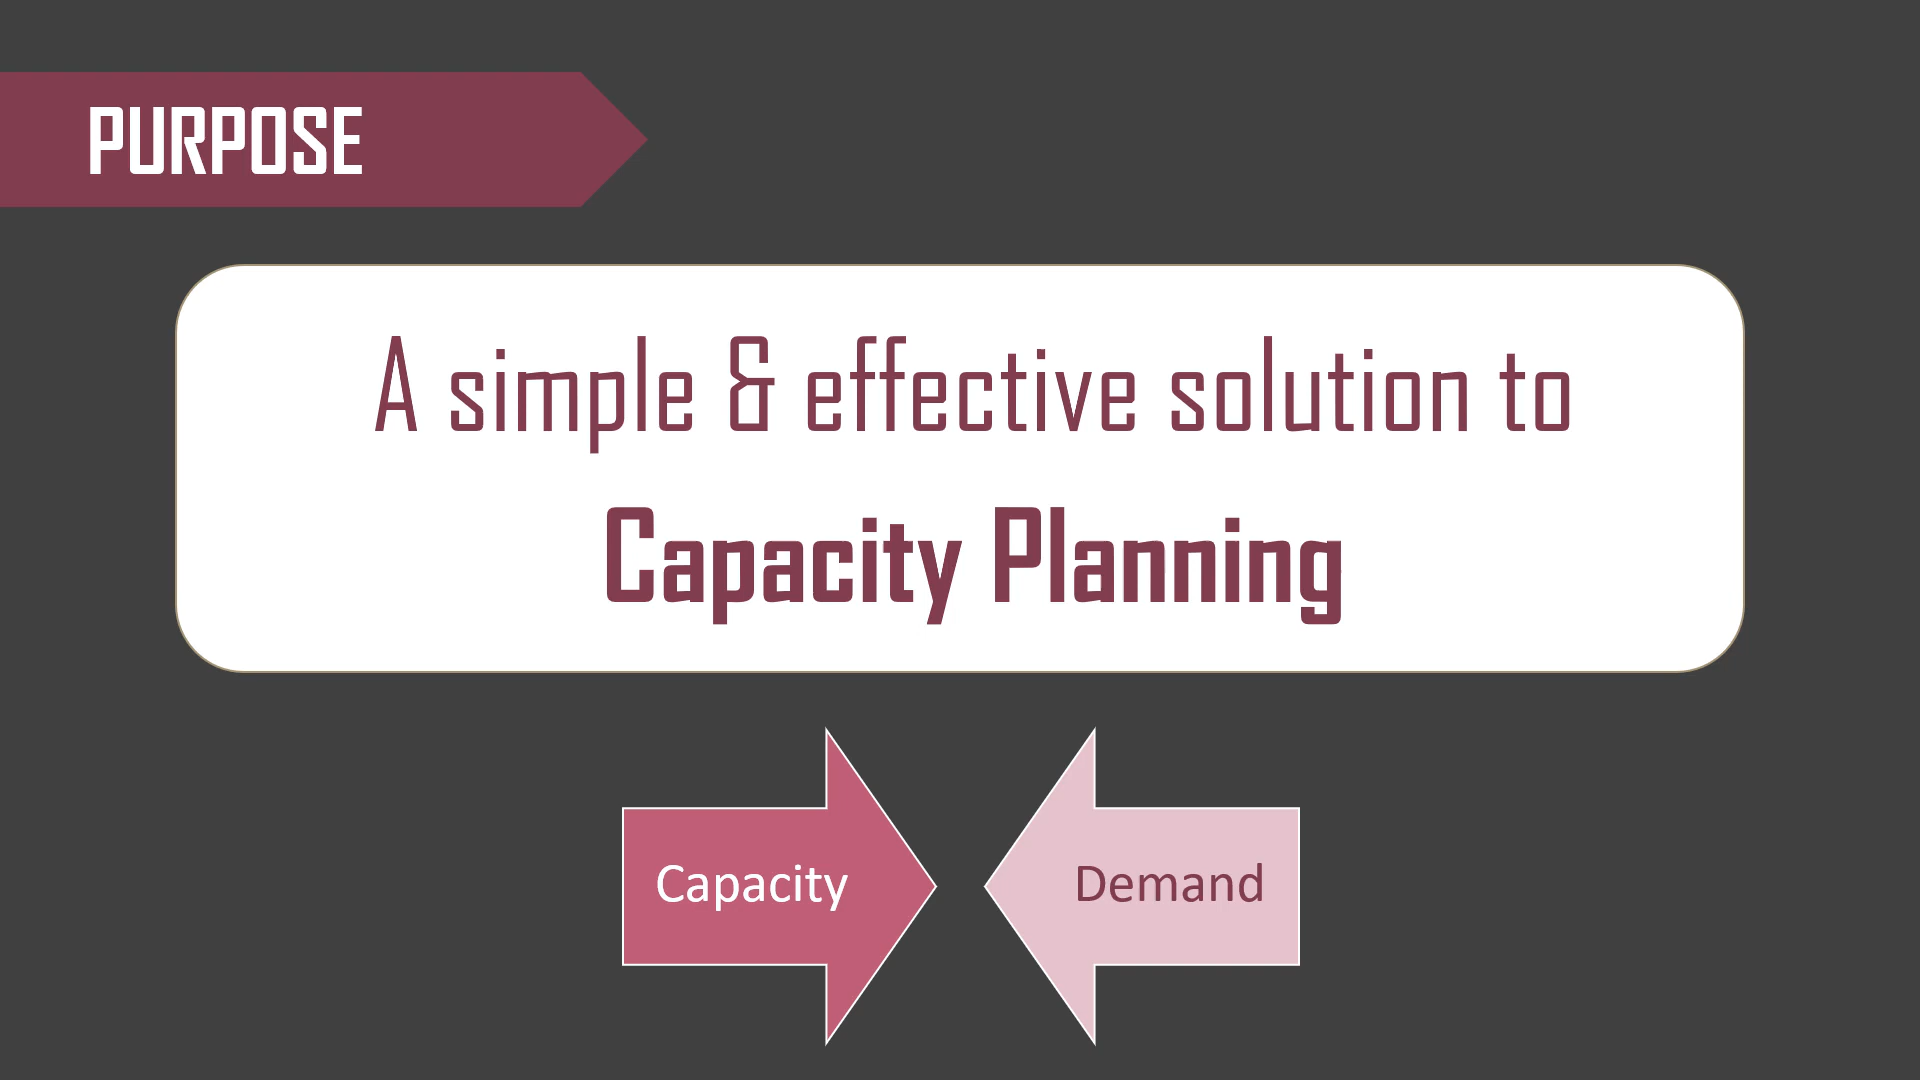 PURPOSE
A simple & effective solution to
Capacity Planning
Capacity
Demand